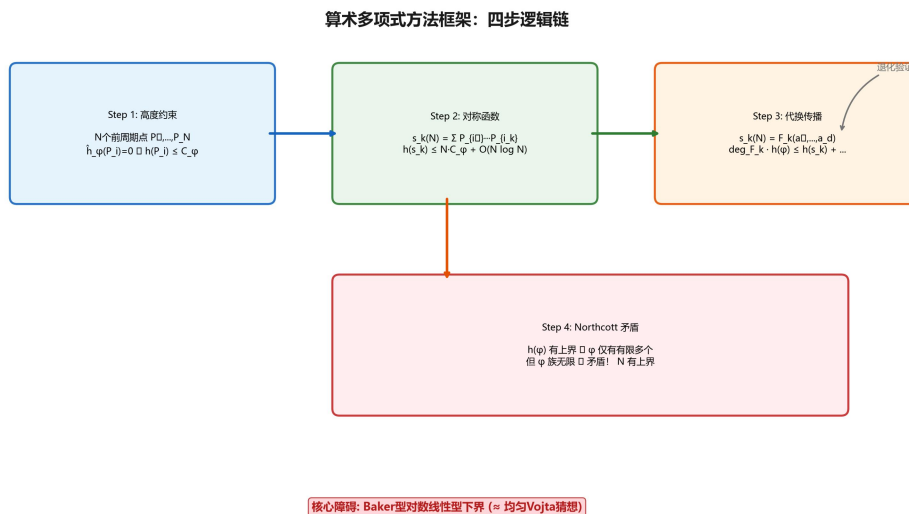 算术多项式方法框架：四步逻辑链
退化验证
Step 1: 高度约束
N个前周期点 P▯,...,P_N
ĥ_φ(P_i)=0 ▯ h(P_i) ≤ C_φ
Step 2: 对称函数
s_k(N) = Σ P_{i▯}···P_{i_k}
h(s_k) ≤ N·C_φ + O(N log N)
Step 3: 代换传播
s_k(N) = F_k(a▯,...,a_d)
deg_F_k · h(φ) ≤ h(s_k) + ...
Step 4: Northcott 矛盾
h(φ) 有上界 ▯ φ 仅有有限多个
但 φ 族无限 ▯ 矛盾！ N 有上界
核心障碍: Baker型对数线性型下界 (≈ 均匀Vojta猜想)